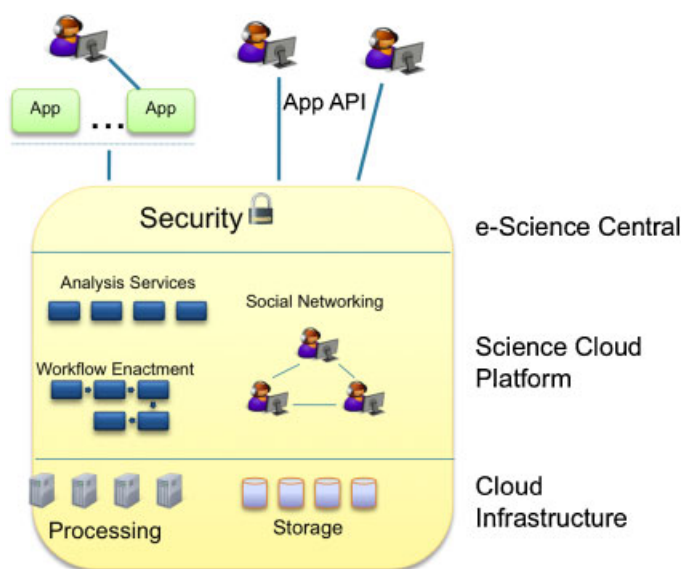 App
...
App
App API
Security
e-Science Central
Analysis Services
Social Networking
Workflow Enactment
Science Cloud
Platform
Processing
Storage
Cloud
Infrastructure